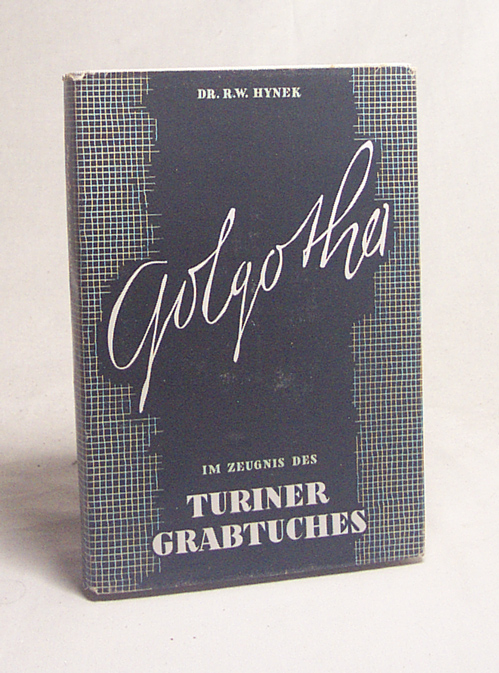 DR. R.W. HYNEK
Golgotha
IM ZEUGNIS DES
TURINER
GRABTUCHES